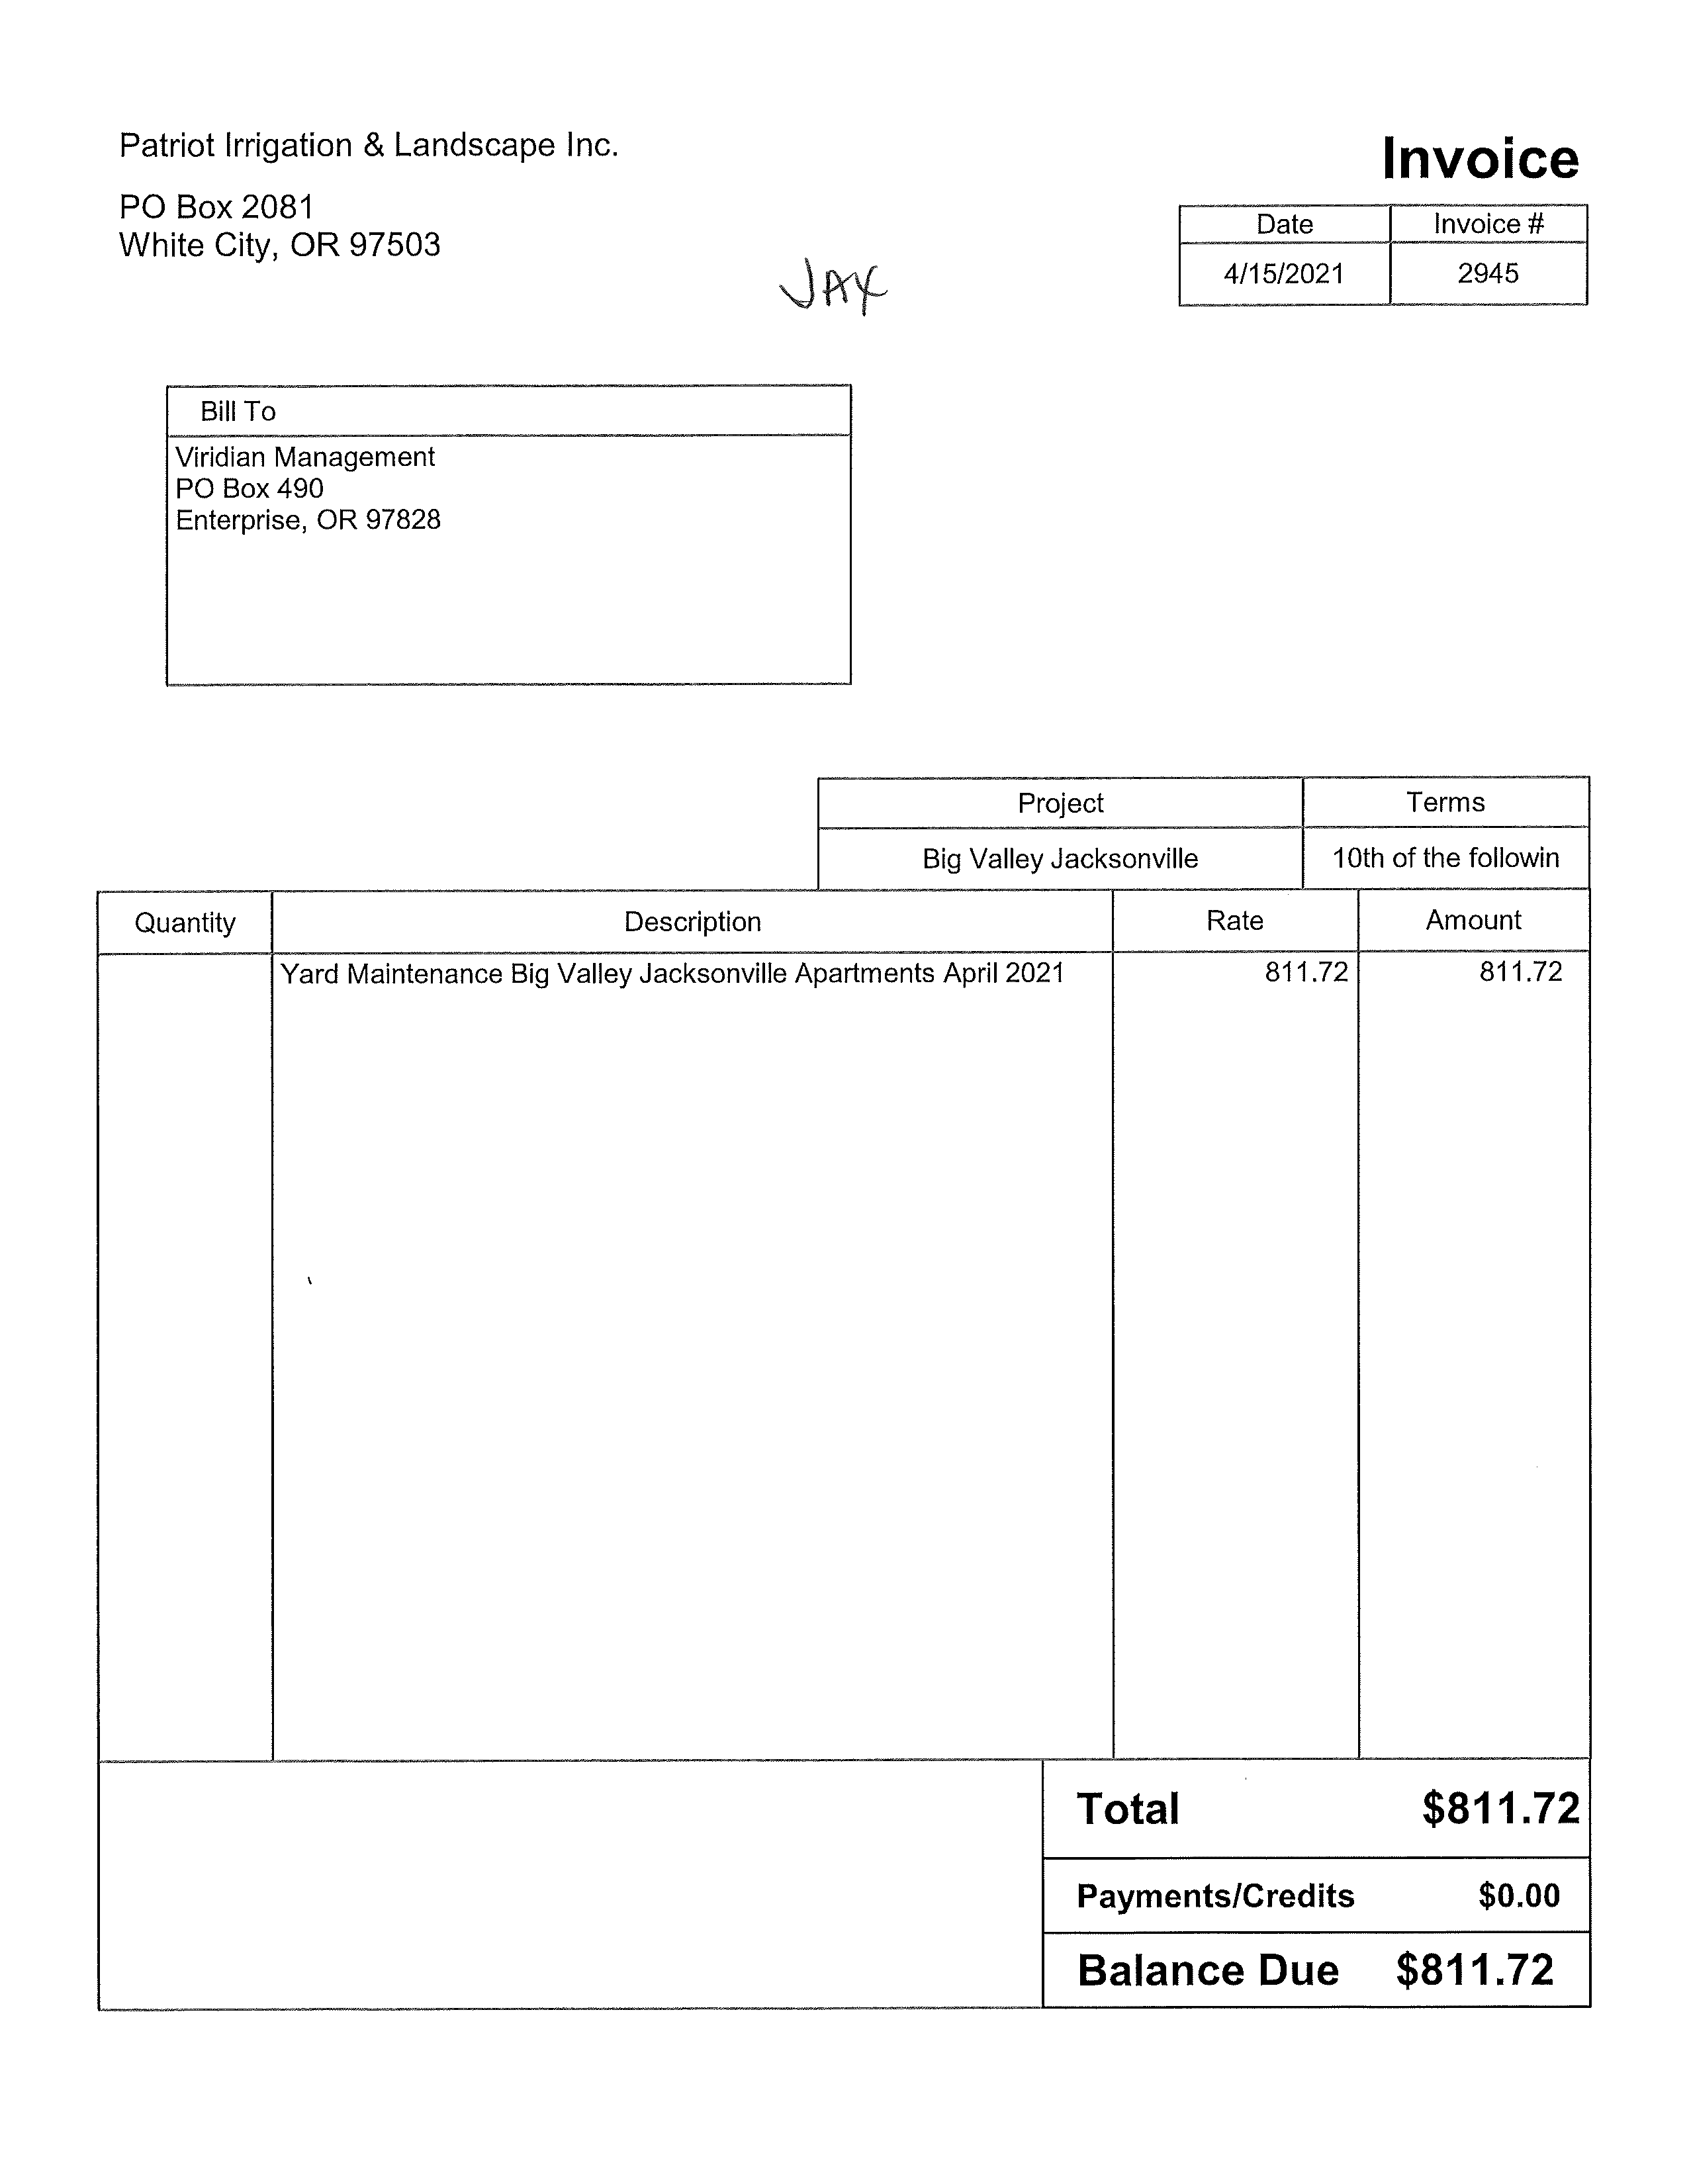 Patriot Irrigation & Landscape Inc.
PO Box 2081
White City, OR 97503
Invoice
Date Invoice #
4/15/2021 2945
JAX
Bill To
Viridian Management
PO Box 490
Enterprise, OR 97828
Project Terms
Big Valley Jacksonville 10th of the followin
Quantity Description Rate Amount
Yard Maintenance Big Valley Jacksonville Apartments April 2021 811.72 811.72
Total $811.72
Payments/Credits $0.00
Balance Due $811.72